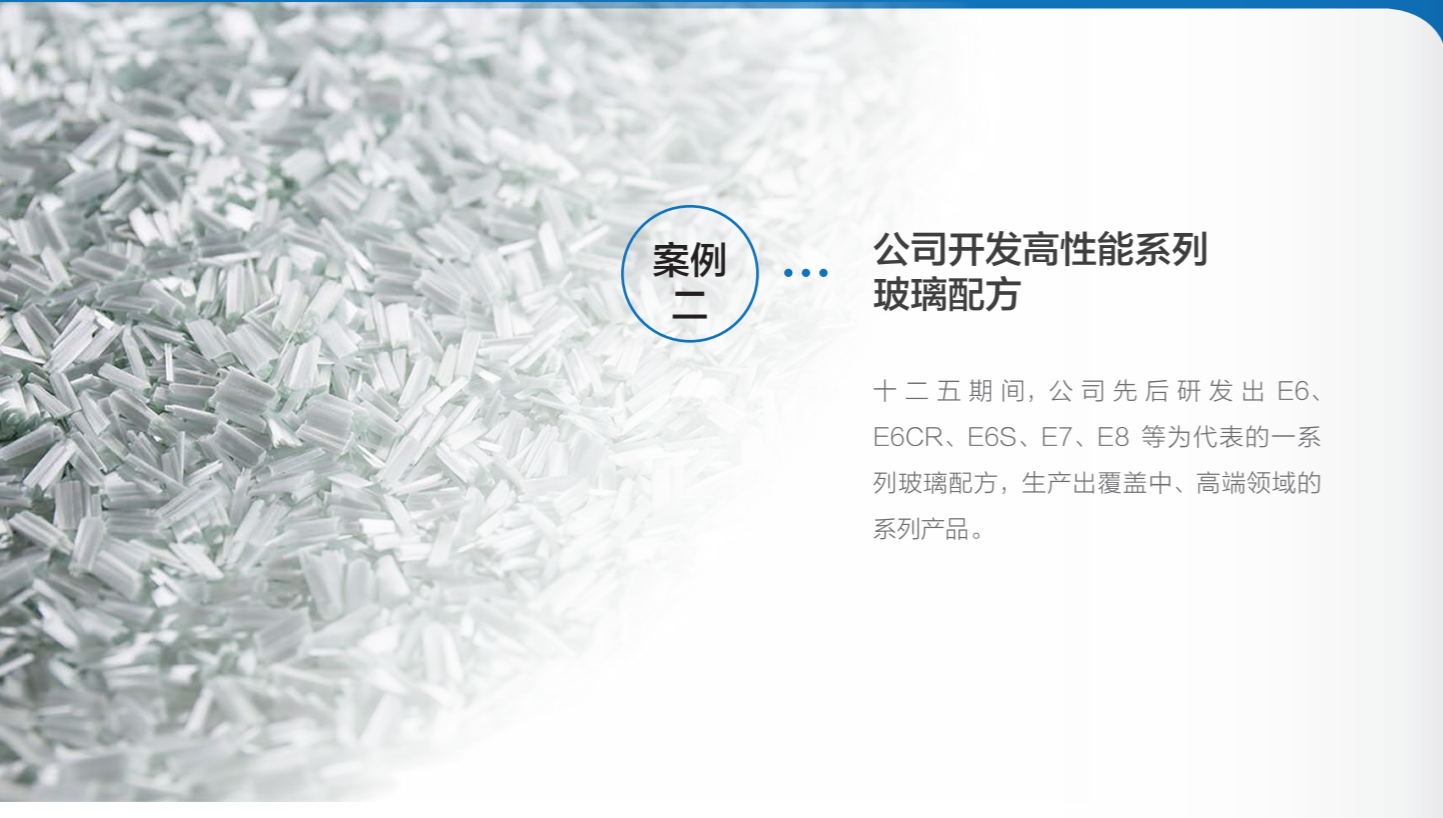 案例
二
公司开发高性能系列
玻璃配方
十二五期间，公司先后研发出 E6、
E6CR、E6S、E7、E8 等为代表的一系
列玻璃配方，生产出覆盖中、高端领域的
系列产品。